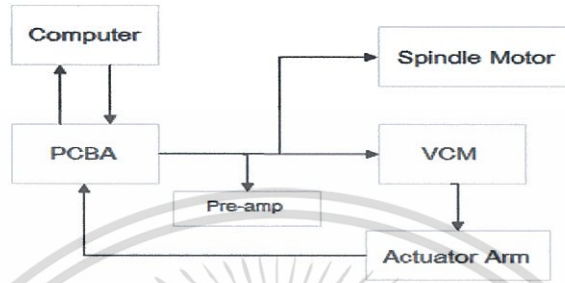 Computer
Spindle Motor
PCBA
VCM
Pre-amp
Actuator Arm